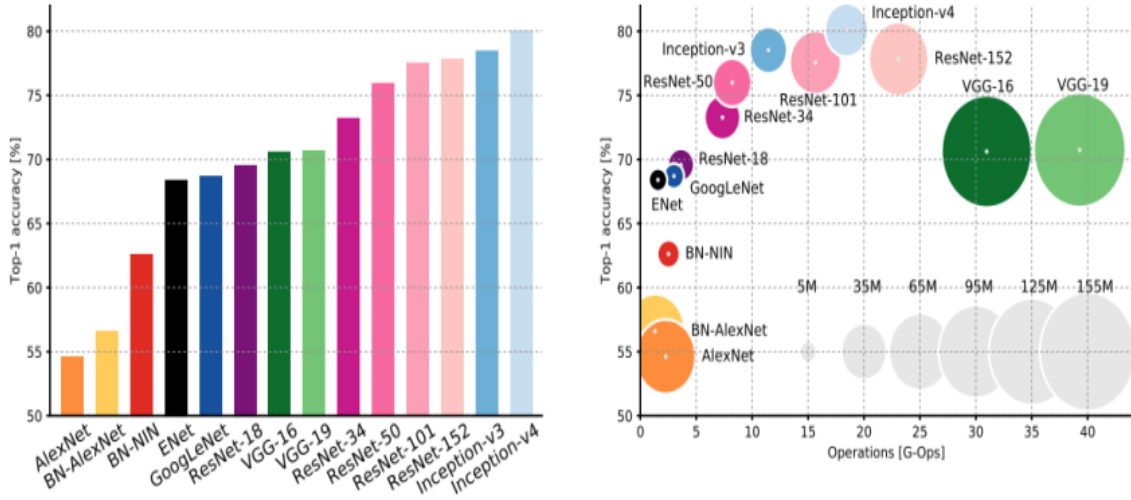 Top-1 accuracy [%]
80
75
70
65
60
55
50
AlexNet
BN-AlexNet
BN-NIN
ENet
GoogLeNet
ResNet-18
VGG-16
VGG-19
ResNet-34
ResNet-50
ResNet-101
ResNet-152
Inception-v3
Inception-v4
Top-1 accuracy [%]
80
75
70
65
60
55
50
Inception-v4
Inception-v3
ResNet-152
ResNet-50
VGG-16
VGG-19
ResNet-101
ResNet-34
ResNet-18
GoogLeNet
ENet
BN-NIN
5M 35M 65M 95M 125M 155M
BN-AlexNet
AlexNet
0 5 10 15 20 25 30 35 40
Operations [G-Ops]